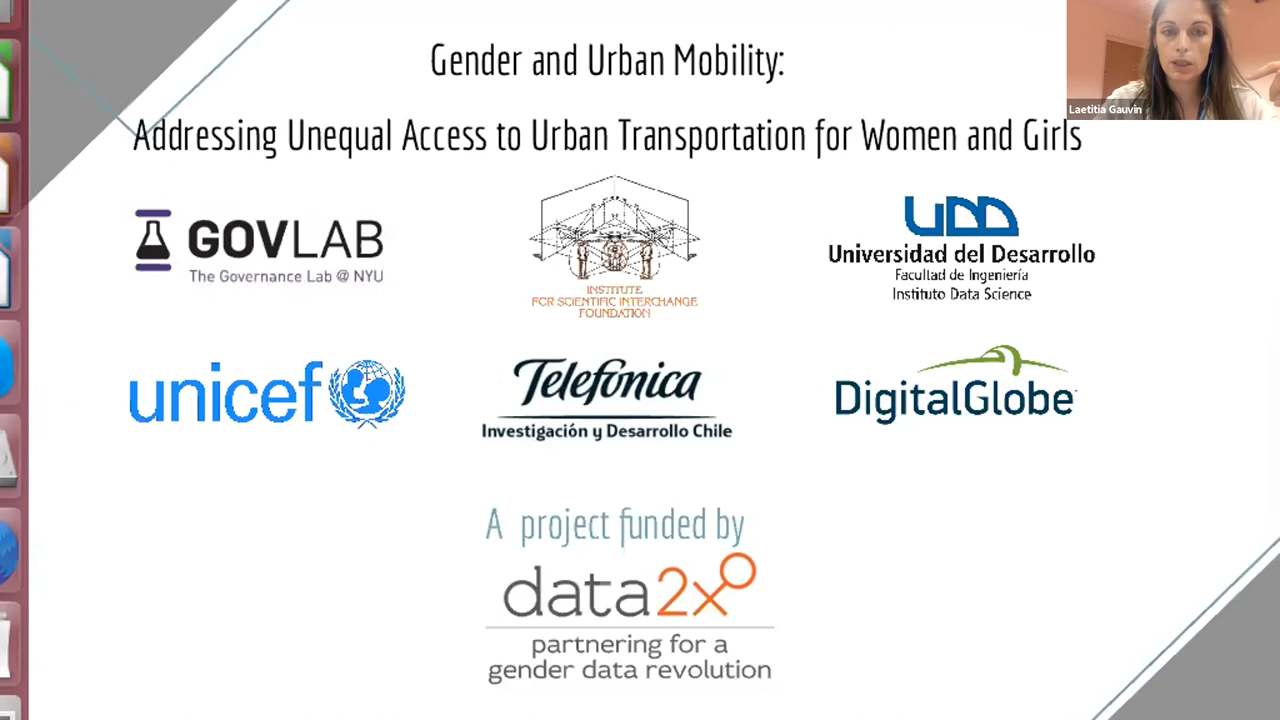 Gender and Urban Mobility:
Addressing Unequal Access to Urban Transportation for Women and Girls
Laetitia Gauvin
GOVLAB
The Governance Lab @ NYU
INSTITUTE
FOR SCIENTIFIC INTERCHANGE
FOUNDATION
UDD
Universidad del Desarrollo
Facultad de Ingeniería
Instituto Data Science
unicef
Telefónica
Investigación y Desarrollo Chile
DigitalGlobe
A project funded by
data2x
partnering for a
gender data revolution